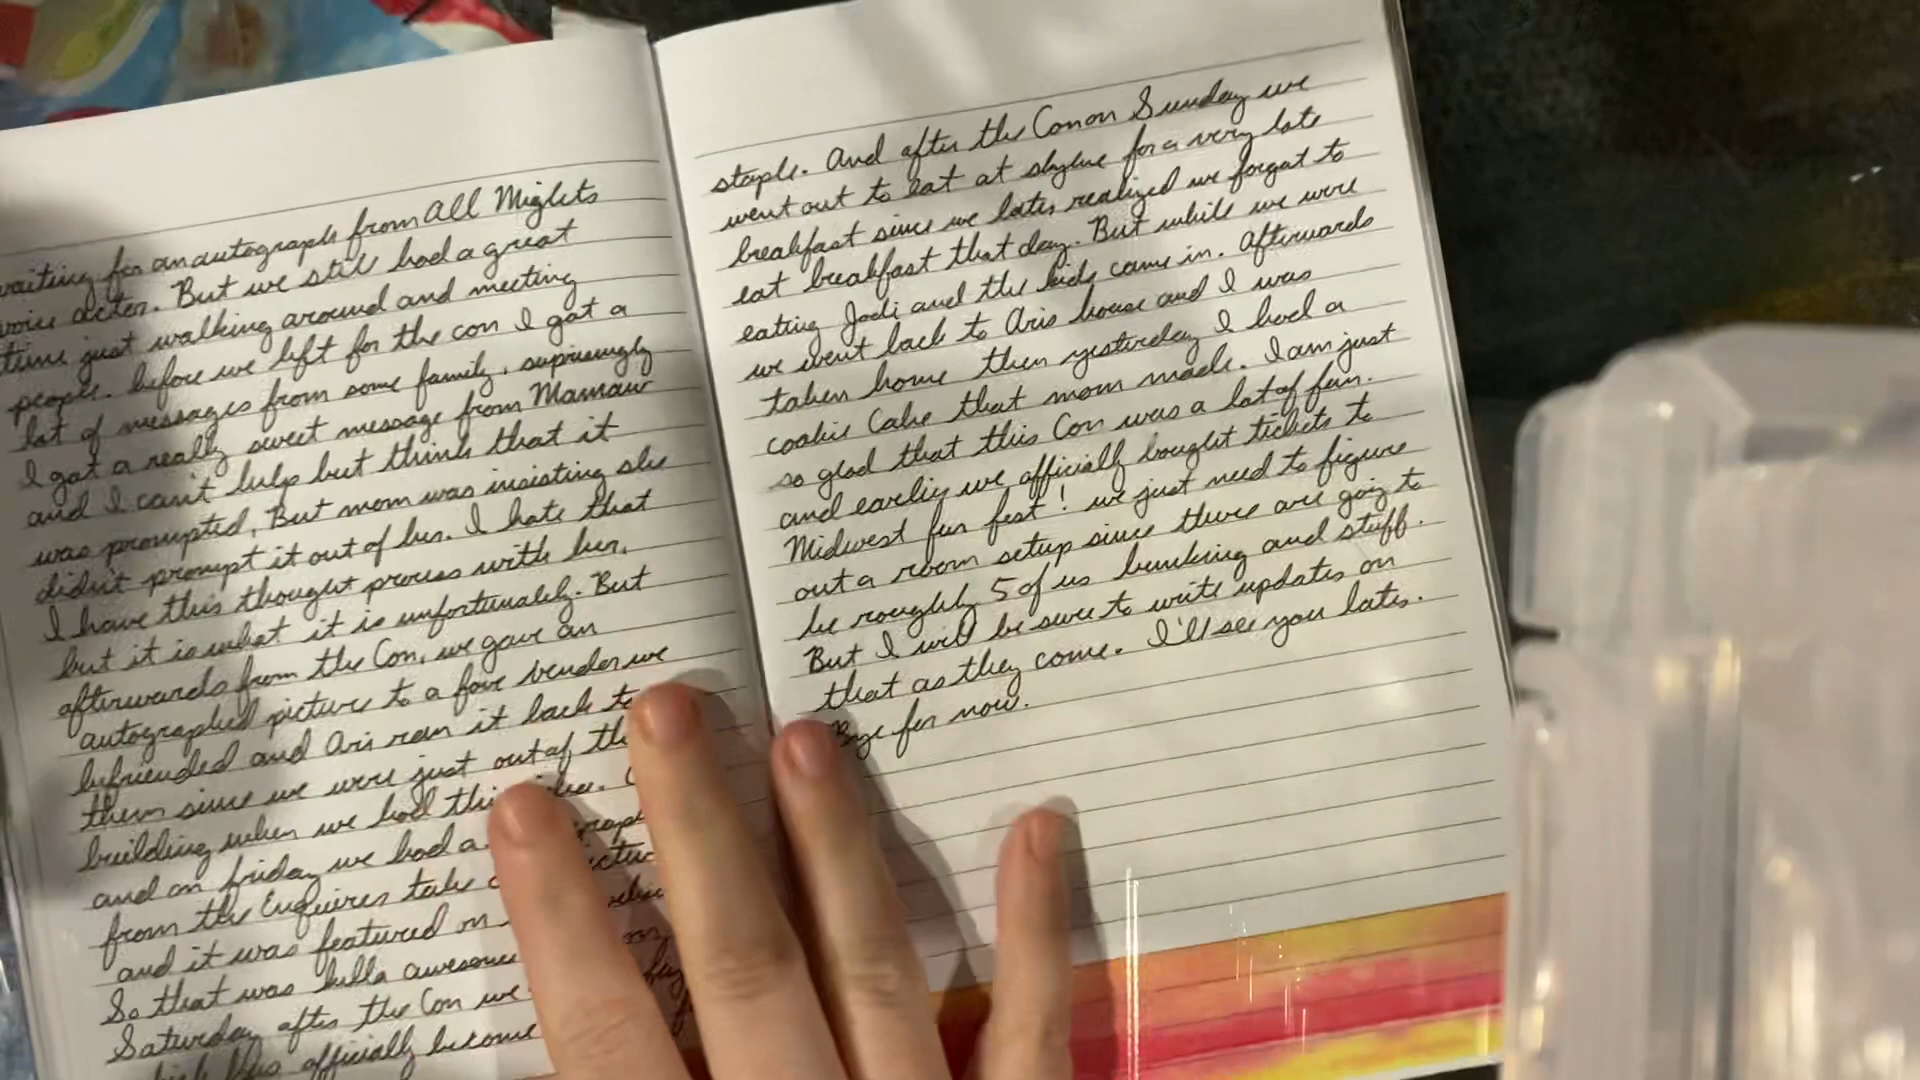 waiting for an autograph from All Mights
voice acter. But we still had a great
time just walking around and meeting
people. before we left for the con I got a
lot of messages from some family, suprisingly
I got a really sweet message from Mamaw
and I can't help but think that it
was prompted, But mom was insisting she
didn't prompt it out of her. I hate that
I have this thought process with her,
but it is what it is unfortunately. But
afterwards from the Con, we gave an
autographed picture to a fave vender we
befriended and Aris ran it back to
them since we were just out of the
building when we had this
and on friday we had a
from the Enquires take
and it was featured on
So that was hella awesome
Saturday after the Con we
has officially become
staple. And after the Con on Sunday we
went out to eat at skyline for a very late
breakfast since we later realized we forgot to
eat breakfast that day. But while we were
eating Jodi and the kids came in. Afterwards
we went back to Aris house and I was
taken home then yesterday I had a
cookie Cake that mom made. I am just
so glad that this Con was a lot of fun.
and earlier we officially bought tickets to
Midwest fur fest! we just need to figure
out a room setup since there are going to
be roughly 5 of us bunking and stuff.
But I will be sure to write updates on
that as they come. I'll see you later.
Bye for now.